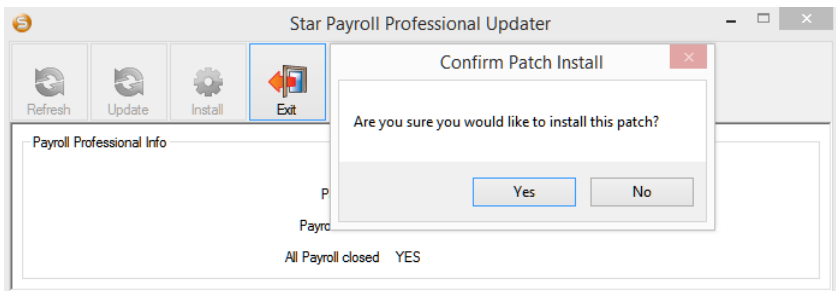 Star Payroll Professional Updater
Confirm Patch Install
Refresh
Update
Install
Exit
Are you sure you would like to install this patch?
Yes
No
Payroll Professional Info
All Payroll closed YES